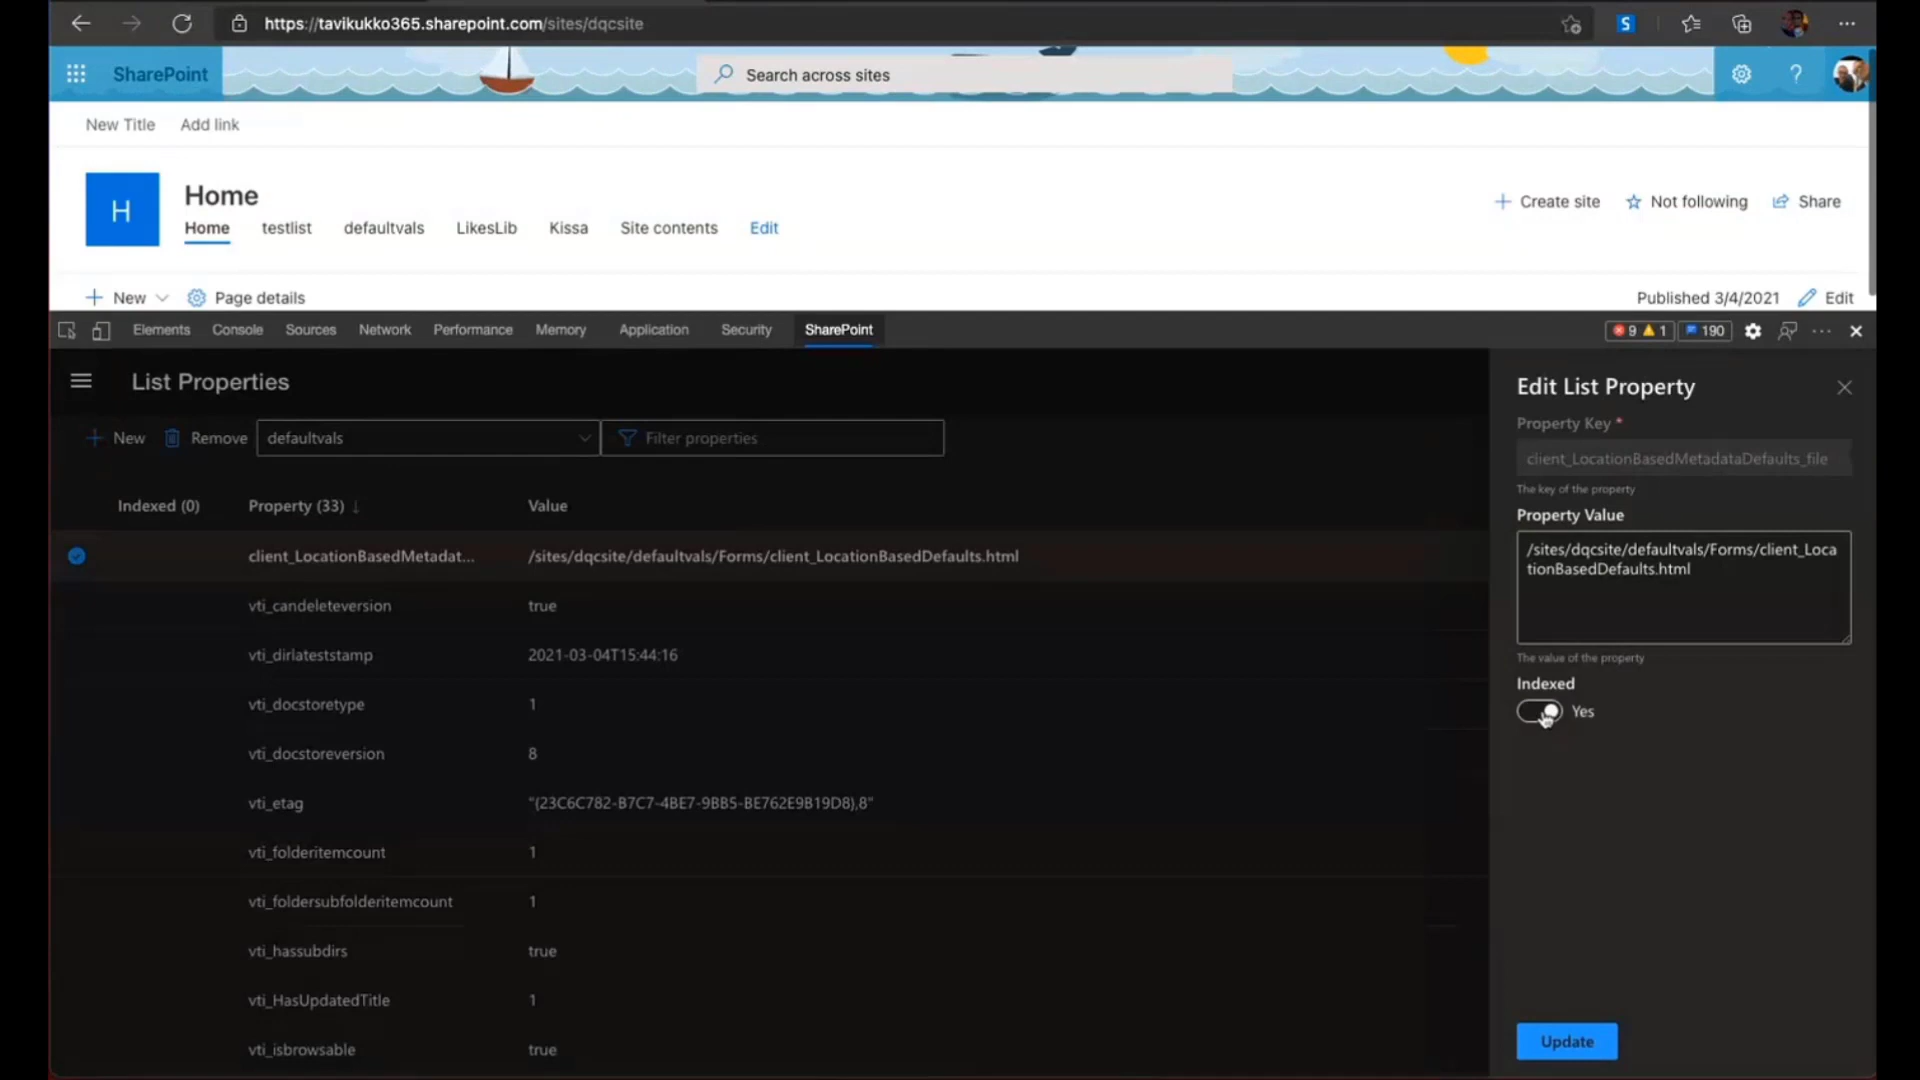 https://tavikukko365.sharepoint.com/sites/dqcsite
S
SharePoint
Search across sites
New Title Add link
H
Home
Home testlist defaultvals LikesLib Kissa Site contents Edit
Create site Not following Share
New Page details
Published 3/4/2021 Edit
Elements Console Sources Network Performance Memory Application Security SharePoint
9 1 190
List Properties
New Remove defaultvals Filter properties
Indexed (0) Property (33) ↓ Value
client_LocationBasedMetadat... /sites/dqcsite/defaultvals/Forms/client_LocationBasedDefaults.html
vti_candeleteversion true
vti_dirlateststamp 2021-03-04T15:44:16
vti_docstoretype 1
vti_docstoreversion 8
vti_etag "{23C6C782-B7C7-4BE7-9BB5-BE762E9B19D8},8"
vti_folderitemcount 1
vti_foldersubfolderitemcount 1
vti_hassubdirs true
vti_HasUpdatedTitle 1
vti_isbrowsable true
Edit List Property
Property Key *
client_LocationBasedMetadataDefaults_file
The key of the property
Property Value
/sites/dqcsite/defaultvals/Forms/client_Loca
tionBasedDefaults.html
The value of the property
Indexed
Yes
Update